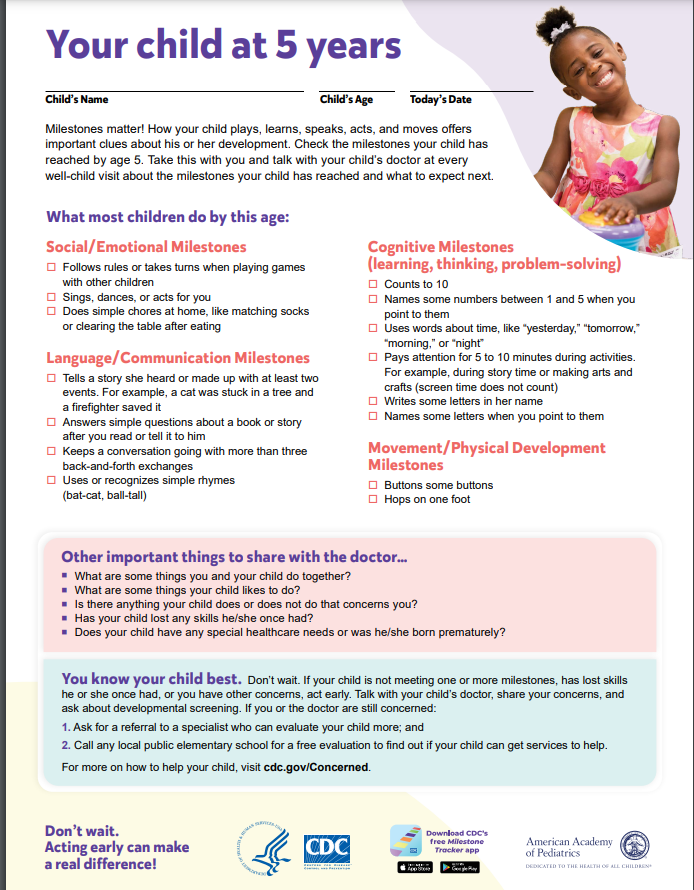 Your child at 5 years
Child's Name Child's Age Today's Date
Milestones matter! How your child plays, learns, speaks, acts, and moves offers
important clues about his or her development. Check the milestones your child has
reached by age 5. Take this with you and talk with your child's doctor at every
well-child visit about the milestones your child has reached and what to expect next.
What most children do by this age:
Social/Emotional Milestones
Follows rules or takes turns when playing games
with other children
Sings, dances, or acts for you
Does simple chores at home, like matching socks
or clearing the table after eating
Language/Communication Milestones
Tells a story she heard or made up with at least two
events. For example, a cat was stuck in a tree and
a firefighter saved it
Answers simple questions about a book or story
after you read or tell it to him
Keeps a conversation going with more than three
back-and-forth exchanges
Uses or recognizes simple rhymes
(bat-cat, ball-tall)
Cognitive Milestones
(learning, thinking, problem-solving)
Counts to 10
Names some numbers between 1 and 5 when you
point to them
Uses words about time, like “yesterday,” “tomorrow,”
“morning,” or “night”
Pays attention for 5 to 10 minutes during activities.
For example, during story time or making arts and
crafts (screen time does not count)
Writes some letters in her name
Names some letters when you point to them
Movement/Physical Development
Milestones
Buttons some buttons
Hops on one foot
Other important things to share with the doctor…
What are some things you and your child do together?
What are some things your child likes to do?
Is there anything your child does or does not do that concerns you?
Has your child lost any skills he/she once had?
Does your child have any special healthcare needs or was he/she born prematurely?
You know your child best. Don't wait. If your child is not meeting one or more milestones, has lost skills
he or she once had, or you have other concerns, act early. Talk with your child's doctor, share your concerns, and
ask about developmental screening. If you or the doctor are still concerned:
1. Ask for a referral to a specialist who can evaluate your child more; and
2. Call any local public elementary school for a free evaluation to find out if your child can get services to help.
For more on how to help your child, visit cdc.gov/Concerned.
Don't wait.
Acting early can make
a real difference!
CDC
Download CDC's
free Milestone
Tracker app
App Store Google Play
American Academy
of Pediatrics
DEDICATED TO THE HEALTH OF ALL CHILDREN®